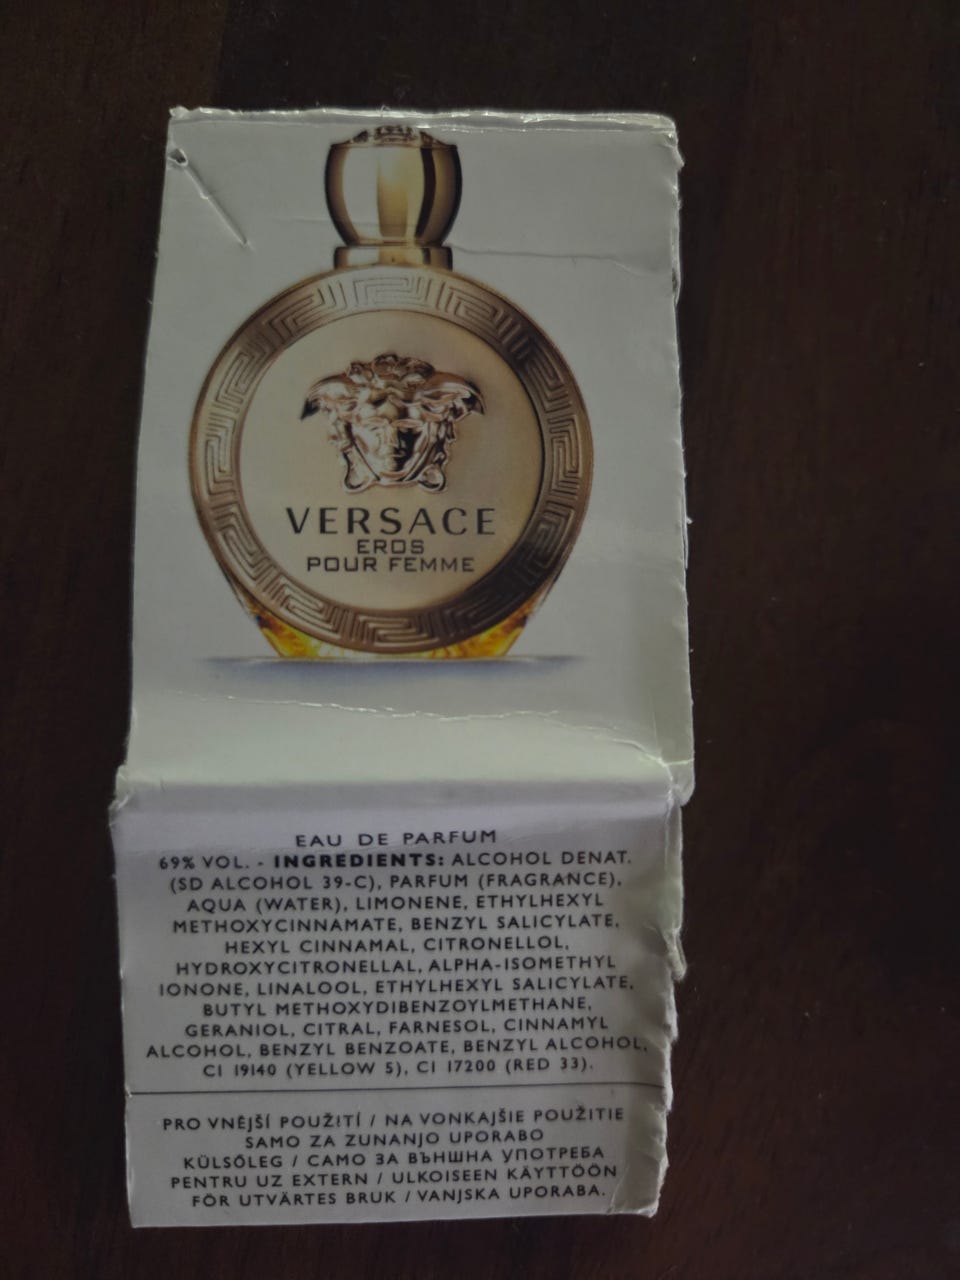 VERSACE
EROS
POUR FEMME
EAU DE PARFUM
69% VOL. - INGREDIENTS: ALCOHOL DENAT.
(SD ALCOHOL 39-C), PARFUM (FRAGRANCE),
AQUA (WATER), LIMONENE, ETHYLHEXYL
METHOXYCINNAMATE, BENZYL SALICYLATE,
HEXYL CINNAMAL, CITRONELLOL,
HYDROXYCITRONELLAL, ALPHA-ISOMETHYL
IONONE, LINALOOL, ETHYLHEXYL SALICYLATE,
BUTYL METHOXYDIBENZOYLMETHANE,
GERANIOL, CITRAL, FARNESOL, CINNAMYL
ALCOHOL, BENZYL BENZOATE, BENZYL ALCOHOL,
CI 19140 (YELLOW 5), CI 17200 (RED 33).
PRO VNĚJŠÍ POUŽITÍ / NA VONKAJŠIE POUŽITIE
SAMO ZA ZUNANJO UPORABO
KÜLSŐLEG / САМО ЗА ВЪНШНА УПОТРЕБА
PENTRU UZ EXTERN / ULKOISEEN KÄYTTÖÖN
FÖR UTVÄRTES BRUK / VANJSKA UPORABA.